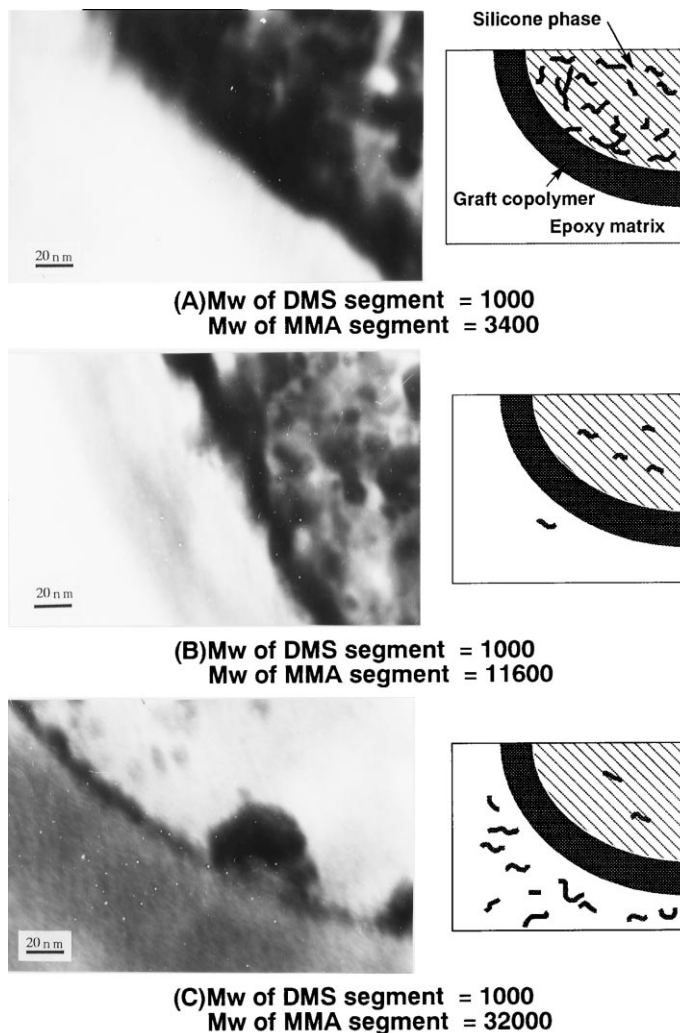 Silicone phase
Graft copolymer
Epoxy matrix
20 nm
(A)Mw of DMS segment = 1000
Mw of MMA segment = 3400
20 nm
(B)Mw of DMS segment = 1000
Mw of MMA segment = 11600
20 nm
(C)Mw of DMS segment = 1000
Mw of MMA segment = 32000